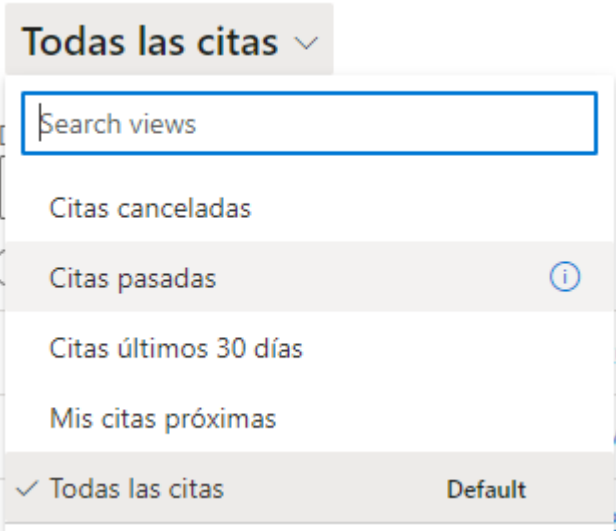 Todas las citas
Search views
Citas canceladas
Citas pasadas
Citas últimos 30 días
Mis citas próximas
Todas las citas Default